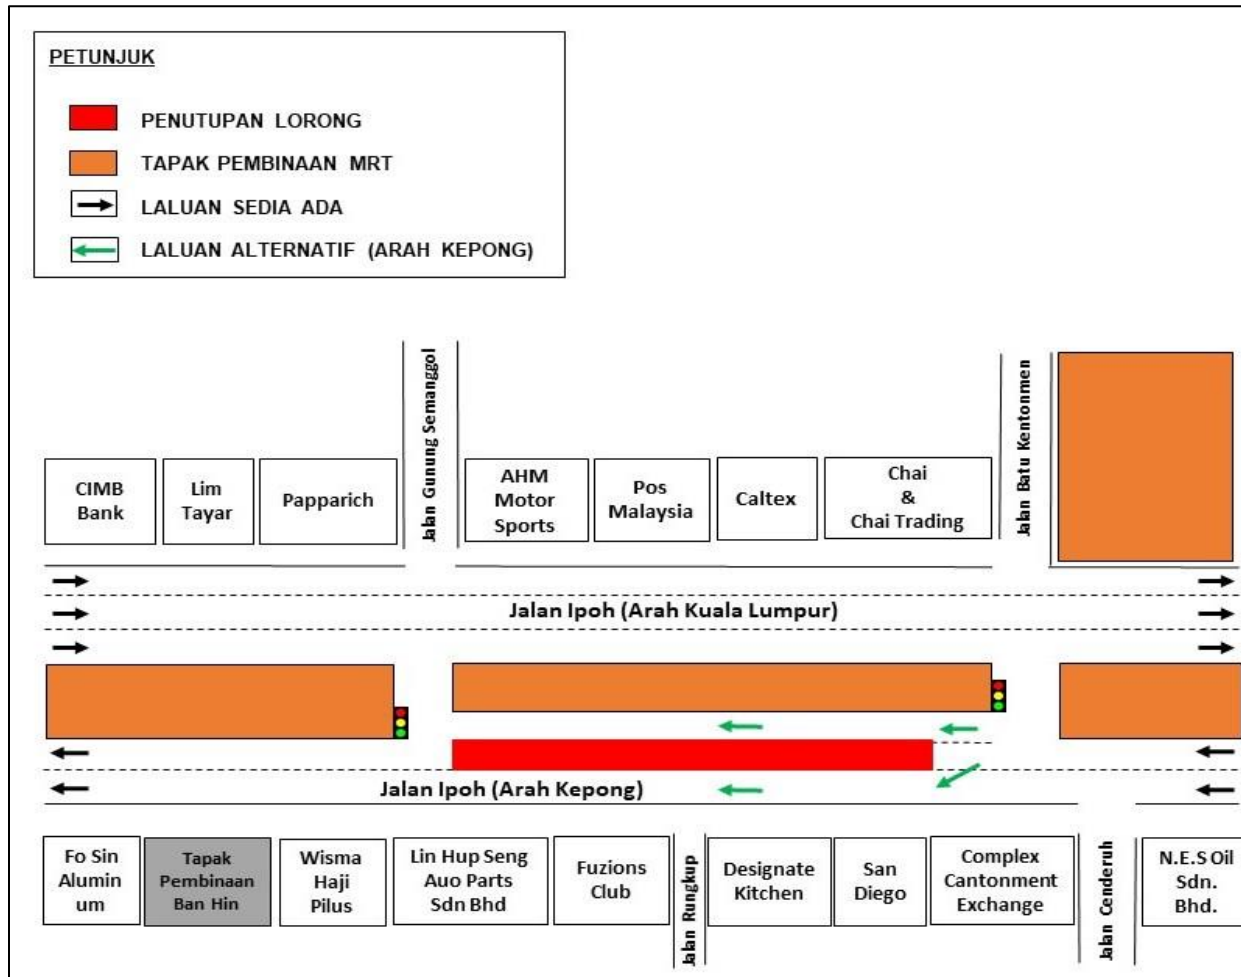 PETUNJUK
PENUTUPAN LORONG
TAPAK PEMBINAAN MRT
LALUAN SEDIA ADA
LALUAN ALTERNATIF (ARAH KEPONG)
Jalan Gunung Semanggol
Jalan Batu Kentonmen
CIMB
Bank
Lim
Tayar
Papparich
AHM
Motor
Sports
Pos
Malaysia
Caltex
Chai
&
Chai Trading
Jalan Ipoh (Arah Kuala Lumpur)
Jalan Ipoh (Arah Kepong)
Fo Sin
Alumin
um
Tapak
Pembinaan
Ban Hin
Wisma
Haji
Pilus
Lin Hup Seng
Auo Parts
Sdn Bhd
Fuzions
Club
Jalan Rungkup
Designate
Kitchen
San
Diego
Complex
Cantonment
Exchange
Jalan Cenderuh
N.E.S Oil
Sdn.
Bhd.